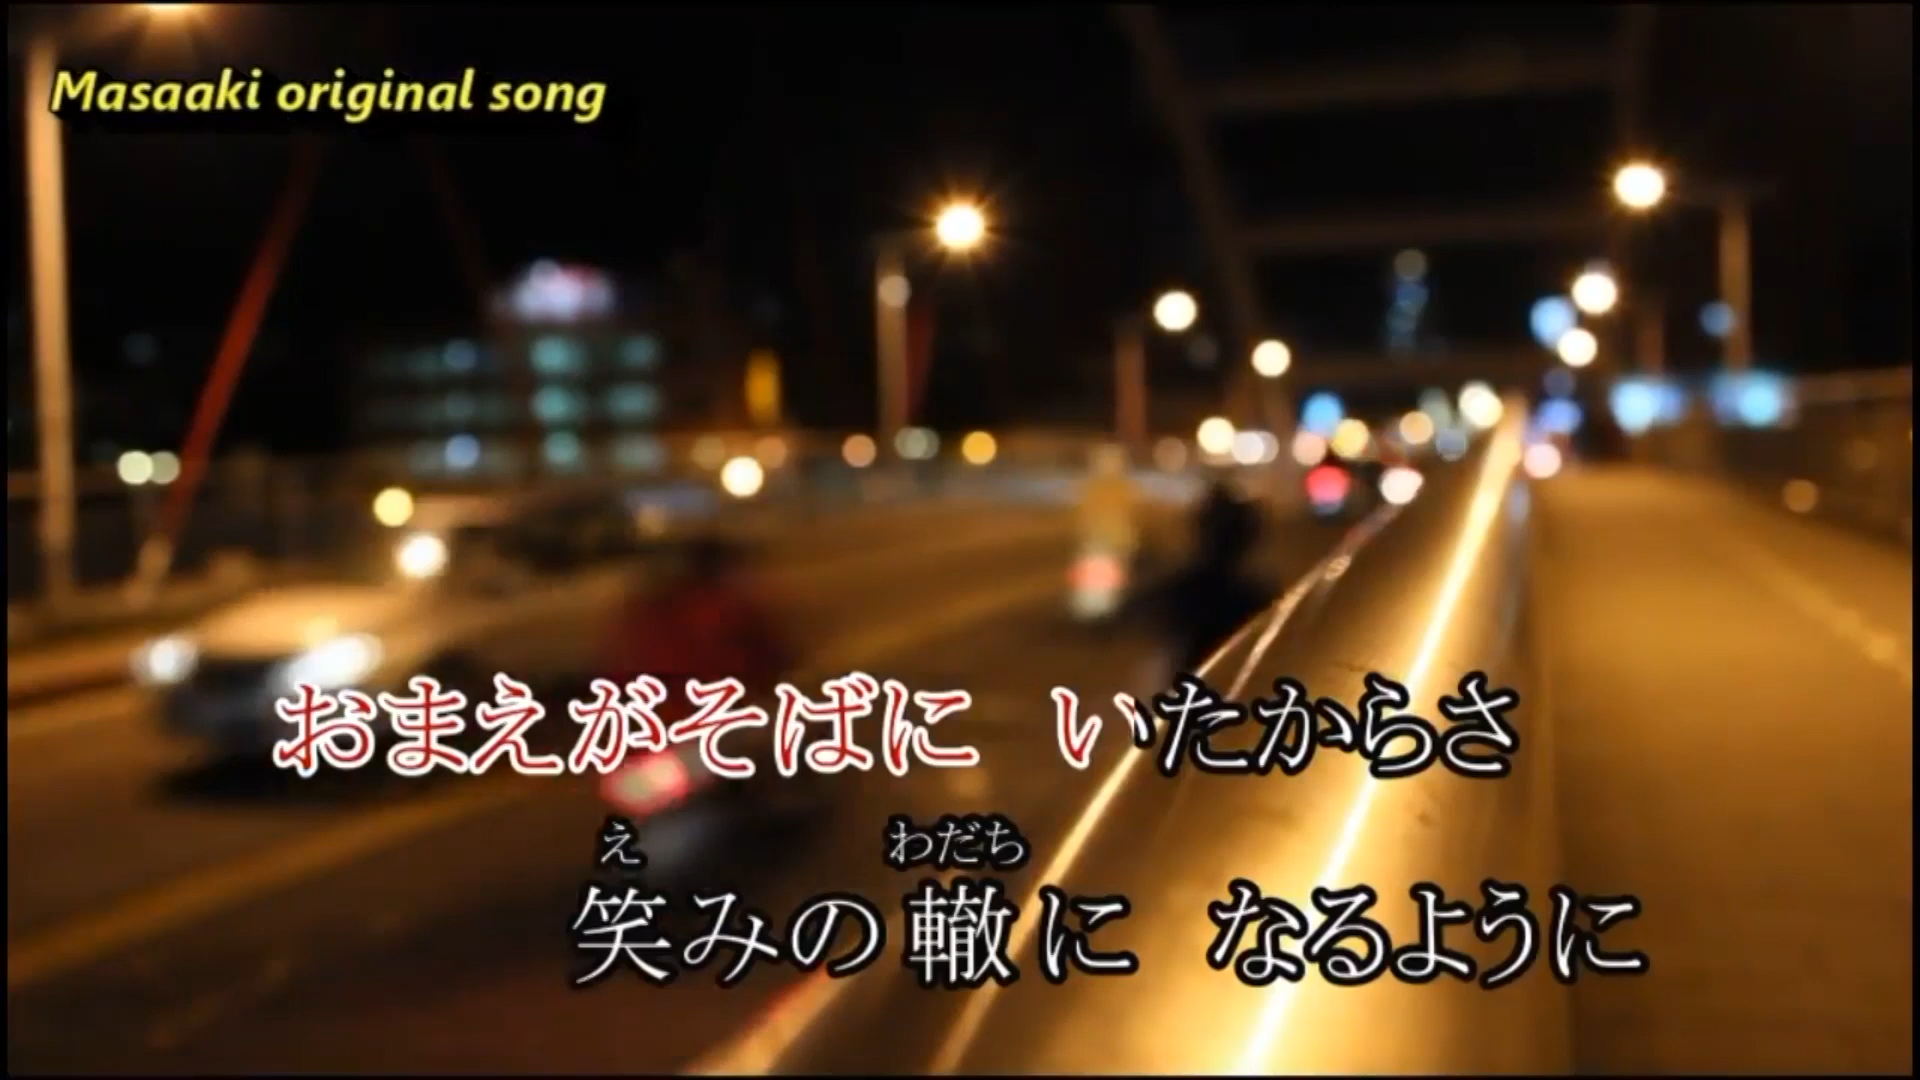 Masaaki original song
おまえがそばに　いたからさ
え　わだち
笑みの轍に　なるように